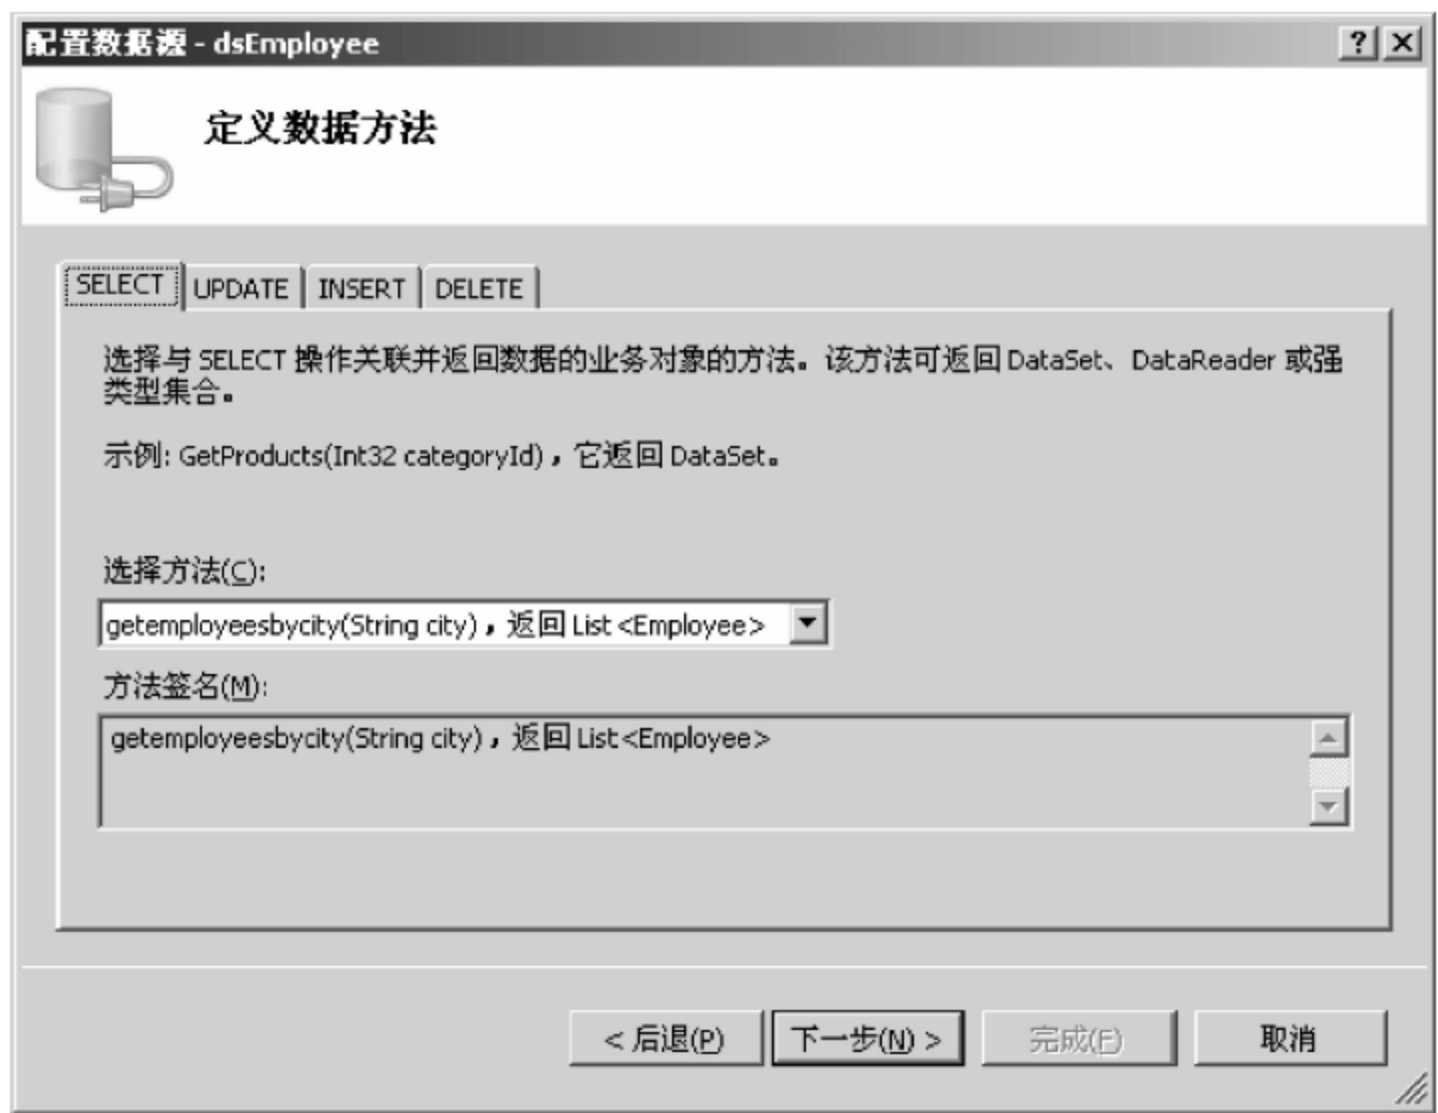 配置数据源 - dsEmployee
定义数据方法
SELECT UPDATE INSERT DELETE
选择与 SELECT 操作关联并返回数据的业务对象的方法。该方法可返回 DataSet、DataReader 或强
类型集合。
示例: GetProducts(Int32 categoryId)，它返回 DataSet。
选择方法(C):
getemployeesbycity(String city)，返回 List<Employee>
方法签名(M):
getemployeesbycity(String city)，返回 List<Employee>
< 后退(P) 下一步(N) > 完成(F) 取消